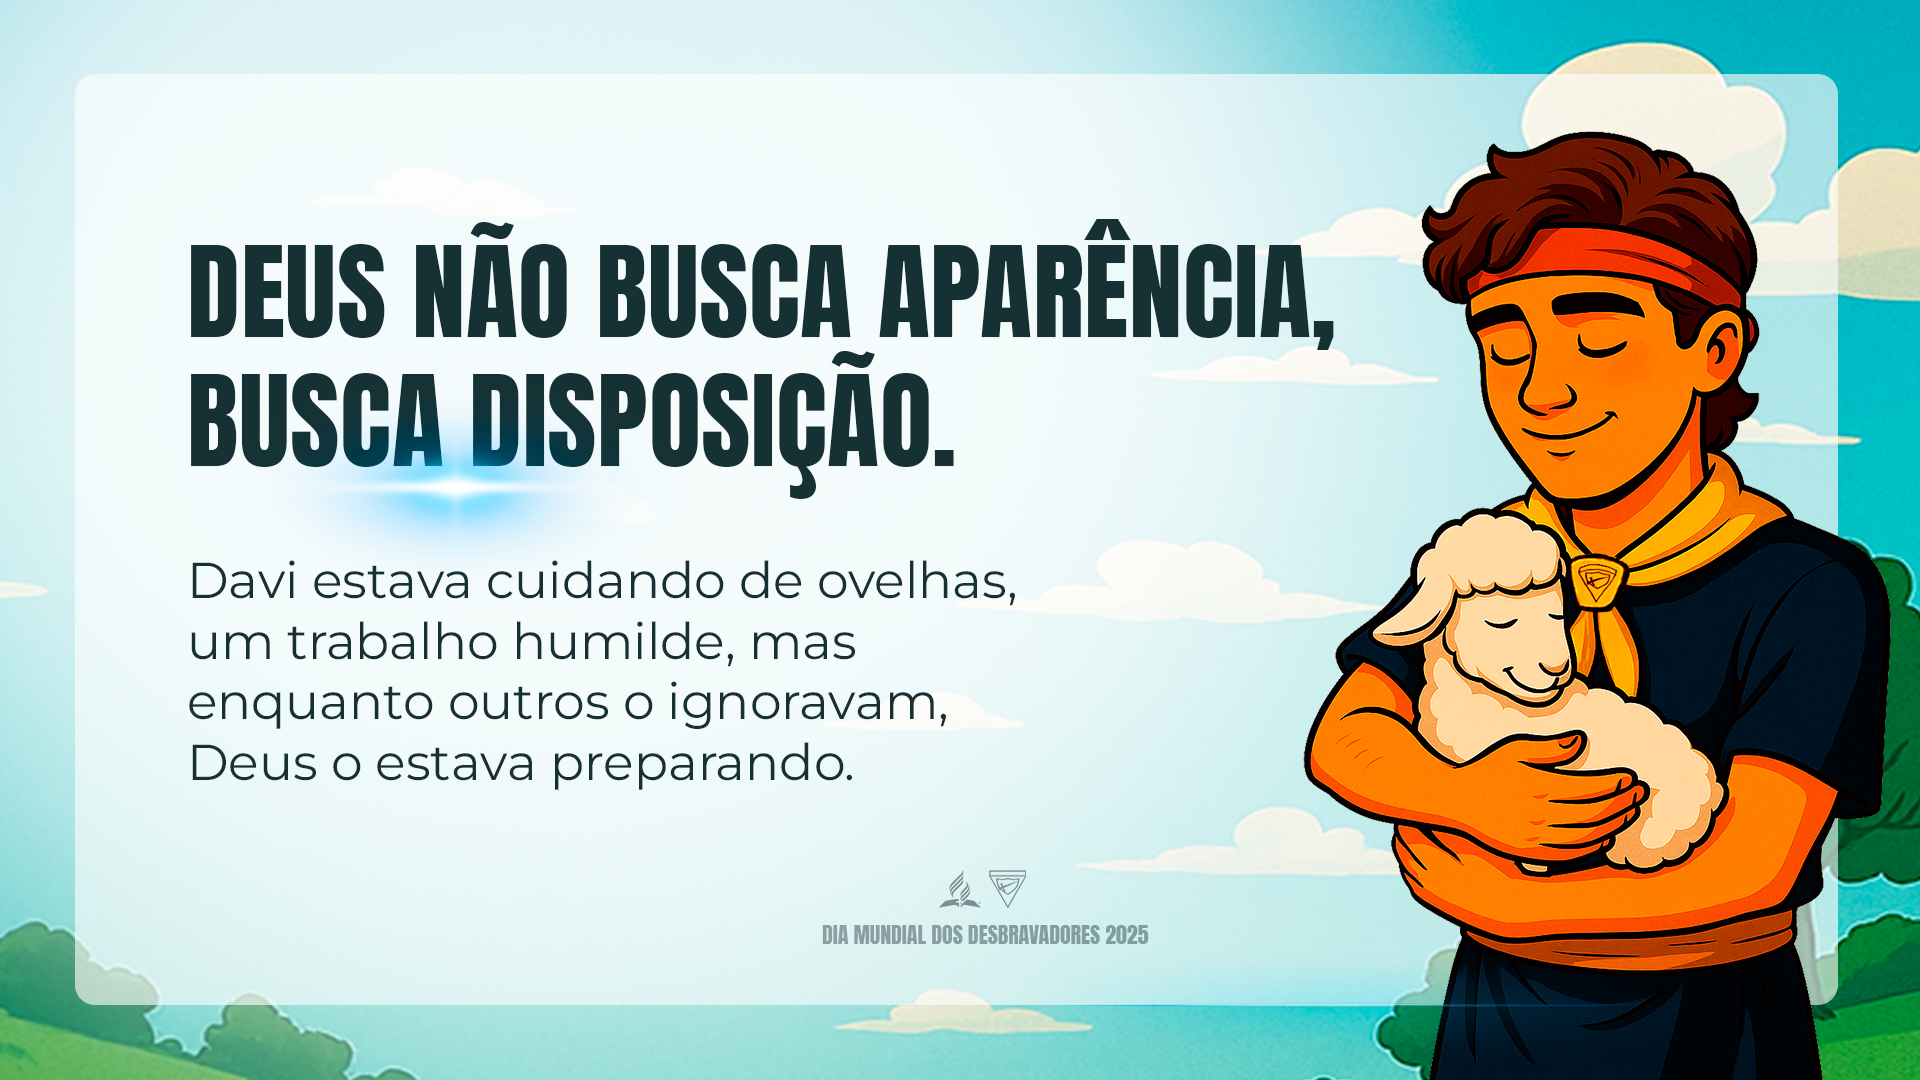 DEUS NÃO BUSCA APARÊNCIA,
BUSCA DISPOSIÇÃO.
Davi estava cuidando de ovelhas,
um trabalho humilde, mas
enquanto outros o ignoravam,
Deus o estava preparando.
DIA MUNDIAL DOS DESBRAVADORES 2025